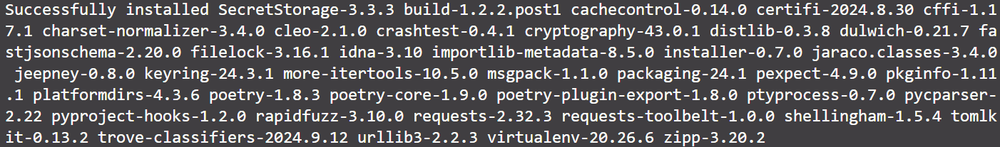 Successfully installed SecretStorage-3.3.3 build-1.2.2.post1 cachecontrol-0.14.0 certifi-2024.8.30 cffi-1.1
7.1 charset-normalizer-3.4.0 cleo-2.1.0 crashtest-0.4.1 cryptography-43.0.1 distlib-0.3.8 dulwich-0.21.7 fa
stjsonschema-2.20.0 filelock-3.16.1 idna-3.10 importlib-metadata-8.5.0 installer-0.7.0 jaraco.classes-3.4.0
 jeepney-0.8.0 keyring-24.3.1 more-itertools-10.5.0 msgpack-1.1.0 packaging-24.1 pexpect-4.9.0 pkginfo-1.11
.1 platformdirs-4.3.6 poetry-1.8.3 poetry-core-1.9.0 poetry-plugin-export-1.8.0 ptyprocess-0.7.0 pycparser-
2.22 pyproject-hooks-1.2.0 rapidfuzz-3.10.0 requests-2.32.3 requests-toolbelt-1.0.0 shellingham-1.5.4 tomlk
it-0.13.2 trove-classifiers-2024.9.12 urllib3-2.2.3 virtualenv-20.26.6 zipp-3.20.2